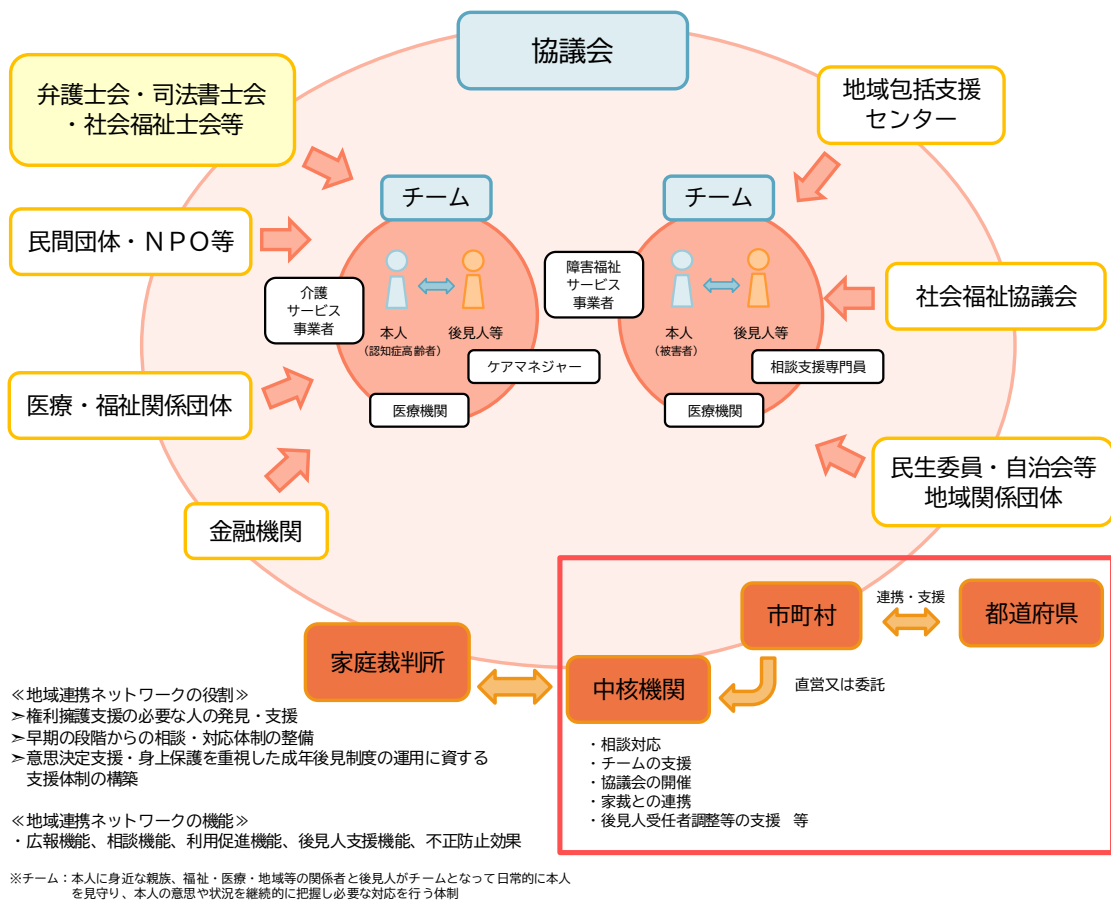 協議会
弁護士会・司法書士会
・社会福祉士会等
地域包括支援
センター
チーム
チーム
民間団体・ＮＰＯ等
介護
サービス
事業者
本人
（認知症高齢者）
後見人等
ケアマネジャー
医療機関
障害福祉
サービス
事業者
本人
（被害者）
後見人等
相談支援専門員
医療機関
社会福祉協議会
医療・福祉関係団体
民生委員・自治会等
地域関係団体
金融機関
市町村
連携・支援
都道府県
家庭裁判所
中核機関
直営又は委託
・相談対応
・チームの支援
・協議会の開催
・家裁との連携
・後見人受任者調整等の支援　等
≪地域連携ネットワークの役割≫
➣権利擁護支援の必要な人の発見・支援
➣早期の段階からの相談・対応体制の整備
➣意思決定支援・身上保護を重視した成年後見制度の運用に資する
支援体制の構築
≪地域連携ネットワークの機能≫
・広報機能、相談機能、利用促進機能、後見人支援機能、不正防止効果
※チーム：本人に身近な親族、福祉・医療・地域等の関係者と後見人がチームとなって日常的に本人
を見守り、本人の意思や状況を継続的に把握し必要な対応を行う体制